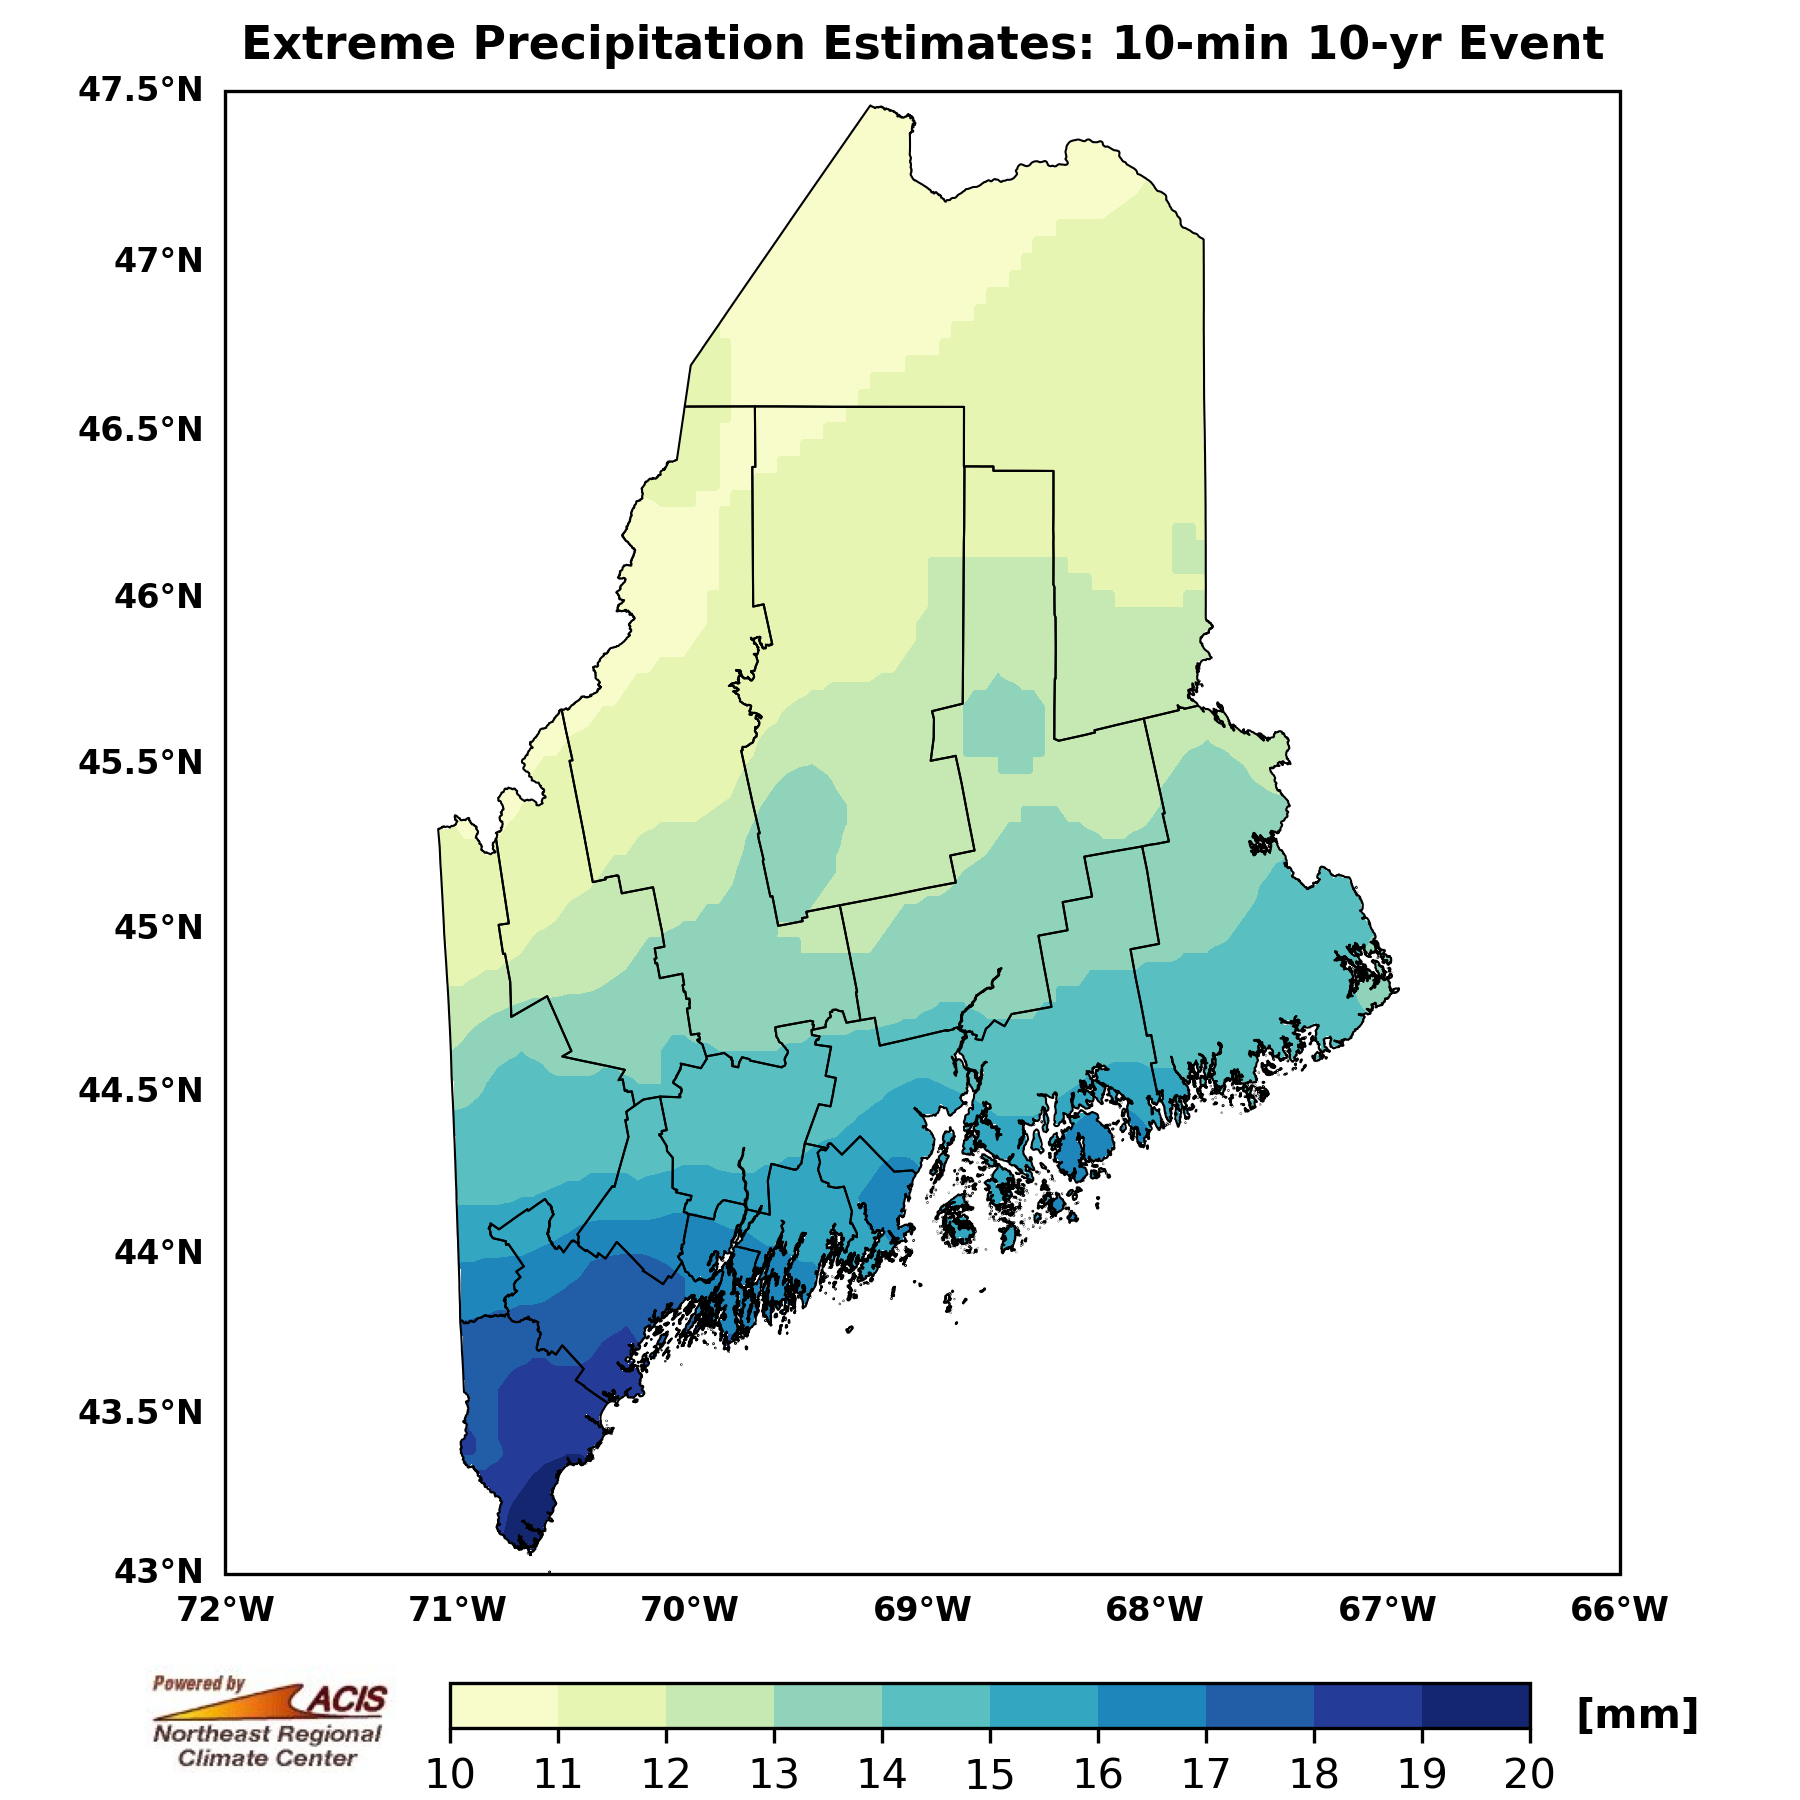 Extreme Precipitation Estimates: 10-min 10-yr Event
47.5°N
47°N
46.5°N
46°N
45.5°N
45°N
44.5°N
44°N
43.5°N
43°N
72°W 71°W 70°W 69°W 68°W 67°W 66°W
Powered by
ACIS
Northeast Regional
Climate Center
[mm]
10 11 12 13 14 15 16 17 18 19 20